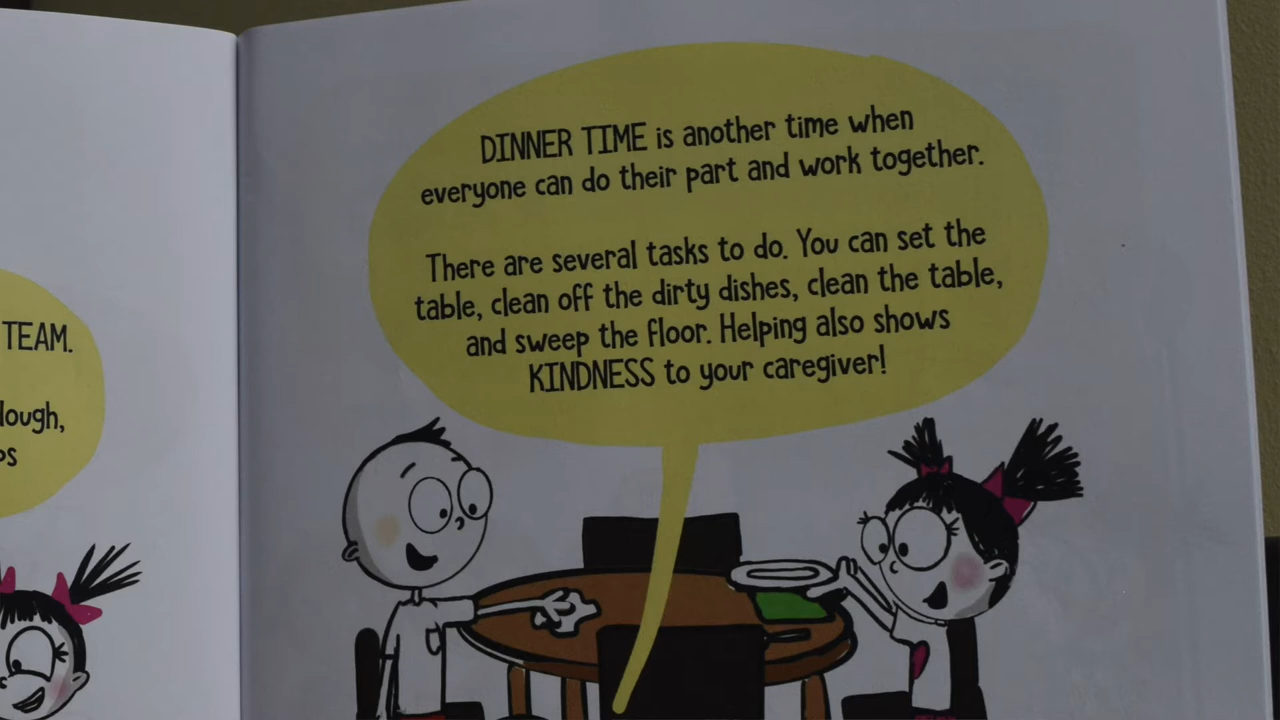 TEAM.
DINNER TIME is another time when
everyone can do their part and work together.
There are several tasks to do. You can set the
table, clean off the dirty dishes, clean the table,
and sweep the floor. Helping also shows
KINDNESS to your caregiver!